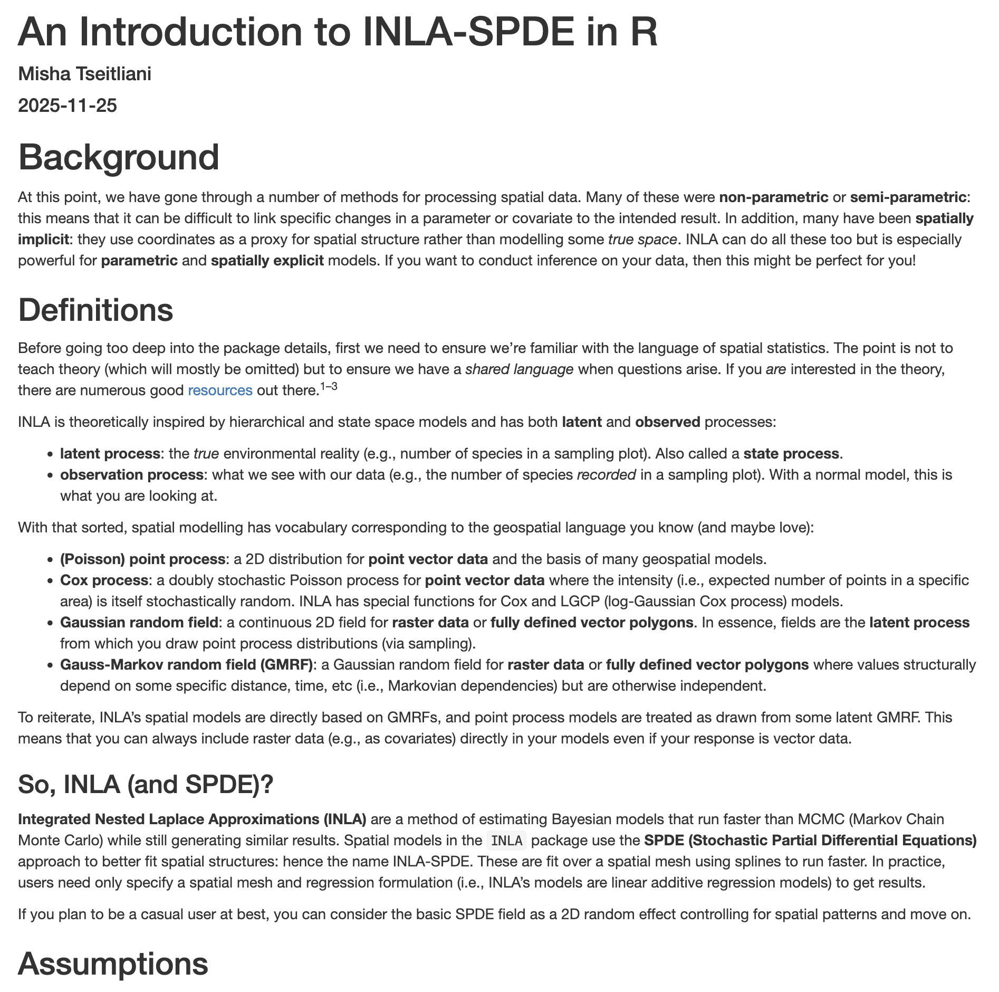 An Introduction to INLA-SPDE in R
Misha Tseitliani
2025-11-25
Background
At this point, we have gone through a number of methods for processing spatial data. Many of these were non-parametric or semi-parametric:
this means that it can be difficult to link specific changes in a parameter or covariate to the intended result. In addition, many have been spatially
implicit: they use coordinates as a proxy for spatial structure rather than modelling some true space. INLA can do all these too but is especially
powerful for parametric and spatially explicit models. If you want to conduct inference on your data, then this might be perfect for you!
Definitions
Before going too deep into the package details, first we need to ensure we’re familiar with the language of spatial statistics. The point is not to
teach theory (which will mostly be omitted) but to ensure we have a shared language when questions arise. If you are interested in the theory,
there are numerous good resources out there.1–3
INLA is theoretically inspired by hierarchical and state space models and has both latent and observed processes:
• latent process: the true environmental reality (e.g., number of species in a sampling plot). Also called a state process.
• observation process: what we see with our data (e.g., the number of species recorded in a sampling plot). With a normal model, this is
what you are looking at.
With that sorted, spatial modelling has vocabulary corresponding to the geospatial language you know (and maybe love):
• (Poisson) point process: a 2D distribution for point vector data and the basis of many geospatial models.
• Cox process: a doubly stochastic Poisson process for point vector data where the intensity (i.e., expected number of points in a specific
area) is itself stochastically random. INLA has special functions for Cox and LGCP (log-Gaussian Cox process) models.
• Gaussian random field: a continuous 2D field for raster data or fully defined vector polygons. In essence, fields are the latent process
from which you draw point process distributions (via sampling).
• Gauss-Markov random field (GMRF): a Gaussian random field for raster data or fully defined vector polygons where values structurally
depend on some specific distance, time, etc (i.e., Markovian dependencies) but are otherwise independent.
To reiterate, INLA’s spatial models are directly based on GMRFs, and point process models are treated as drawn from some latent GMRF. This
means that you can always include raster data (e.g., as covariates) directly in your models even if your response is vector data.
So, INLA (and SPDE)?
Integrated Nested Laplace Approximations (INLA) are a method of estimating Bayesian models that run faster than MCMC (Markov Chain
Monte Carlo) while still generating similar results. Spatial models in the INLA package use the SPDE (Stochastic Partial Differential Equations)
approach to better fit spatial structures: hence the name INLA-SPDE. These are fit over a spatial mesh using splines to run faster. In practice,
users need only specify a spatial mesh and regression formulation (i.e., INLA’s models are linear additive regression models) to get results.
If you plan to be a casual user at best, you can consider the basic SPDE field as a 2D random effect controlling for spatial patterns and move on.
Assumptions